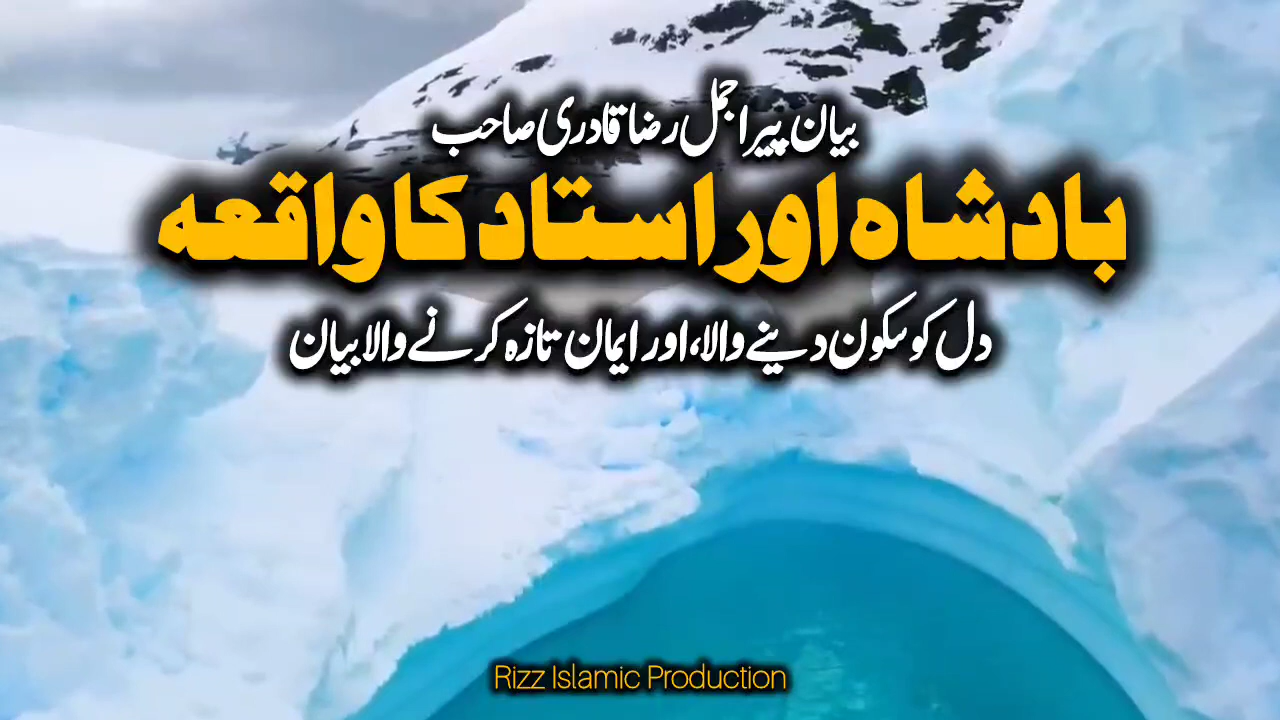 بیان پیر اجمل رضا قادری صاحب
بادشاہ اور استاد کا واقعہ
دل کو سکون دینے والا، اور ایمان تازہ کرنے والا بیان
Rizz Islamic Production